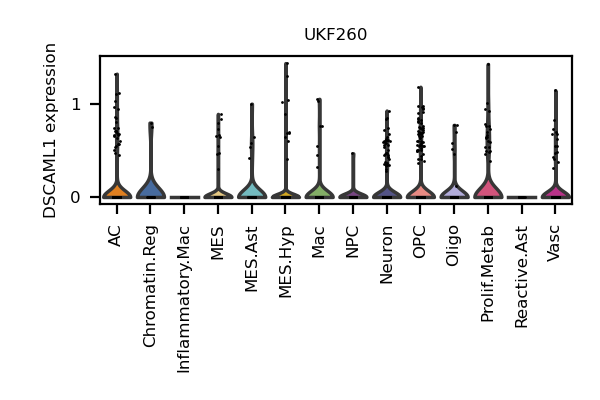 UKF260
DSCAML1 expression
1
0
AC
Chromatin.Reg
Inflammatory.Mac
MES
MES.Ast
MES.Hyp
Mac
NPC
Neuron
OPC
Oligo
Prolif.Metab
Reactive.Ast
Vasc